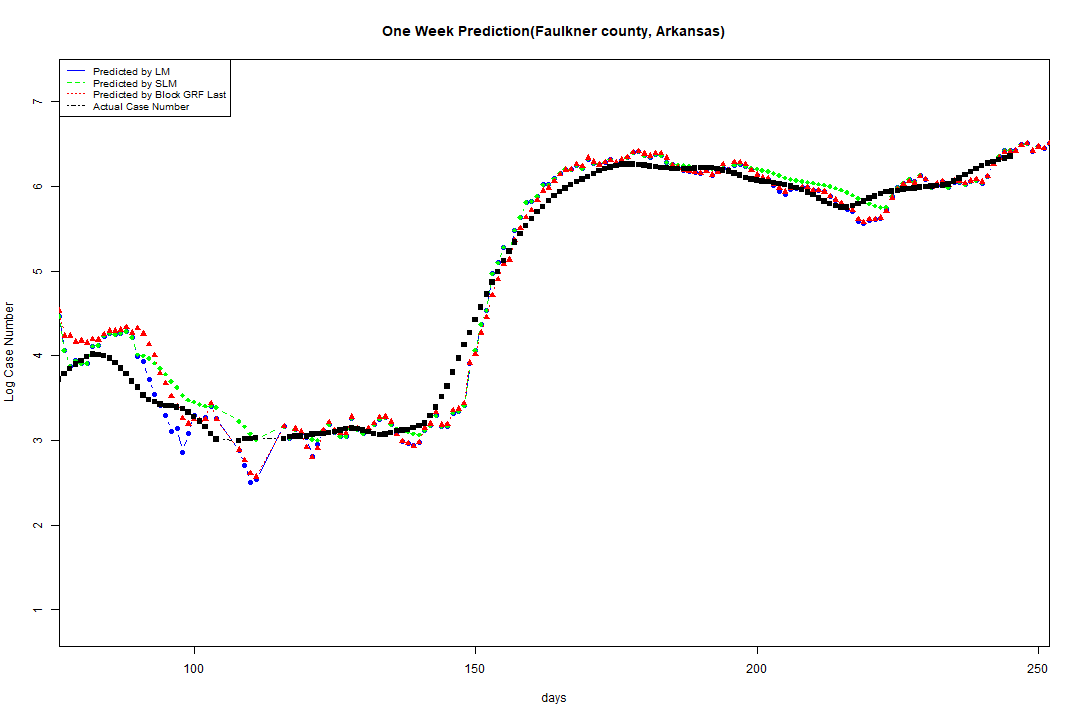 One Week Prediction(Faulkner county, Arkansas)
Predicted by LM
Predicted by SLM
Predicted by Block GRF Last
Actual Case Number
7
6
5
4
3
2
1
Log Case Number
100 150 200 250
days